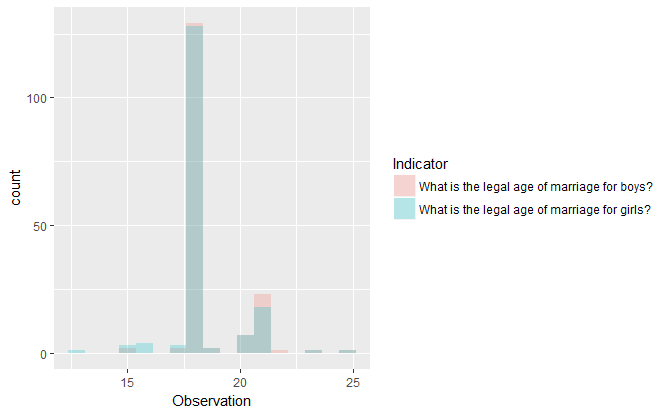 100
50
0
count
15
20
25
Observation
Indicator
What is the legal age of marriage for boys?
What is the legal age of marriage for girls?